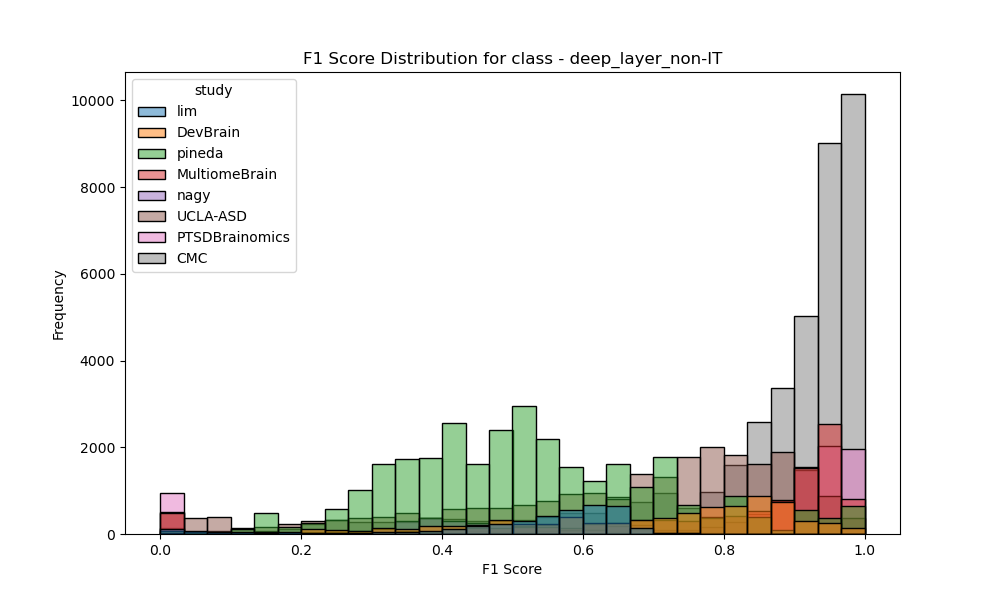 F1 Score Distribution for class - deep_layer_non-IT
study
lim
DevBrain
pineda
MultiomeBrain
nagy
UCLA-ASD
PTSDBrainomics
CMC
Frequency
10000
8000
6000
4000
2000
0
0.0 0.2 0.4 0.6 0.8 1.0
F1 Score